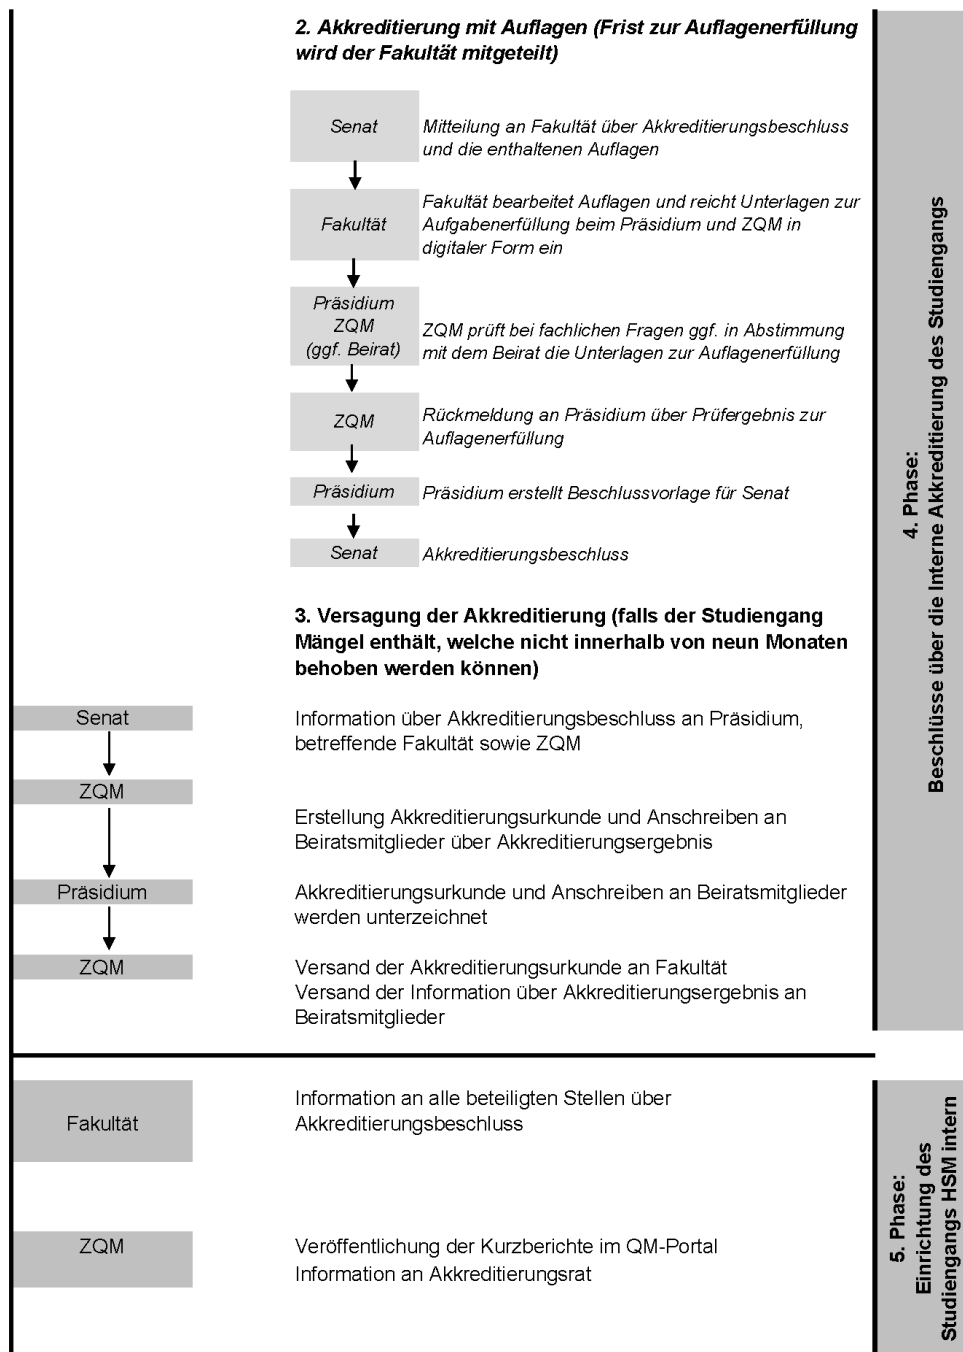 2. Akkreditierung mit Auflagen (Frist zur Auflagenerfüllung
wird der Fakultät mitgeteilt)
Senat
Mitteilung an Fakultät über Akkreditierungsbeschluss
und die enthaltenen Auflagen
Fakultät
Fakultät bearbeitet Auflagen und reicht Unterlagen zur
Aufgabenerfüllung beim Präsidium und ZQM in
digitaler Form ein
Präsidium
ZQM
(ggf. Beirat)
ZQM prüft bei fachlichen Fragen ggf. in Abstimmung
mit dem Beirat die Unterlagen zur Auflagenerfüllung
ZQM
Rückmeldung an Präsidium über Prüfergebnis zur
Auflagenerfüllung
Präsidium
Präsidium erstellt Beschlussvorlage für Senat
Senat
Akkreditierungsbeschluss
3. Versagung der Akkreditierung (falls der Studiengang
Mängel enthält, welche nicht innerhalb von neun Monaten
behoben werden können)
Senat
Information über Akkreditierungsbeschluss an Präsidium,
betreffende Fakultät sowie ZQM
ZQM
Erstellung Akkreditierungsurkunde und Anschreiben an
Beiratsmitglieder über Akkreditierungsergebnis
Präsidium
Akkreditierungsurkunde und Anschreiben an Beiratsmitglieder
werden unterzeichnet
ZQM
Versand der Akkreditierungsurkunde an Fakultät
Versand der Information über Akkreditierungsergebnis an
Beiratsmitglieder
4. Phase:
Beschlüsse über die Interne Akkreditierung des Studiengangs
Fakultät
Information an alle beteiligten Stellen über
Akkreditierungsbeschluss
ZQM
Veröffentlichung der Kurzberichte im QM-Portal
Information an Akkreditierungsrat
5. Phase:
Einrichtung des
Studiengangs HSM intern